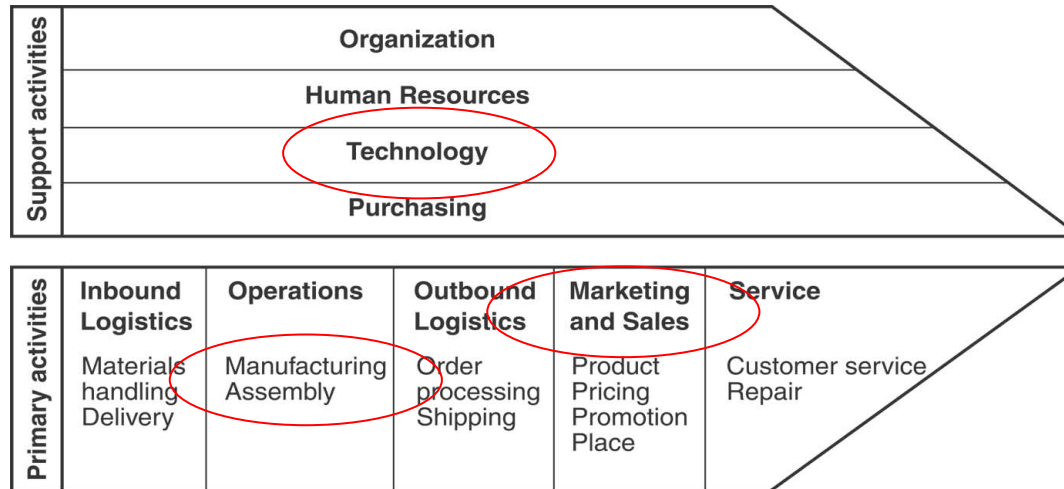 Support activities
Organization
Human Resources
Technology
Purchasing
Primary activities
Inbound
Logistics
Materials
handling
Delivery
Operations
Manufacturing
Assembly
Outbound
Logistics
Order
processing
Shipping
Marketing
and Sales
Product
Pricing
Promotion
Place
Service
Customer service
Repair